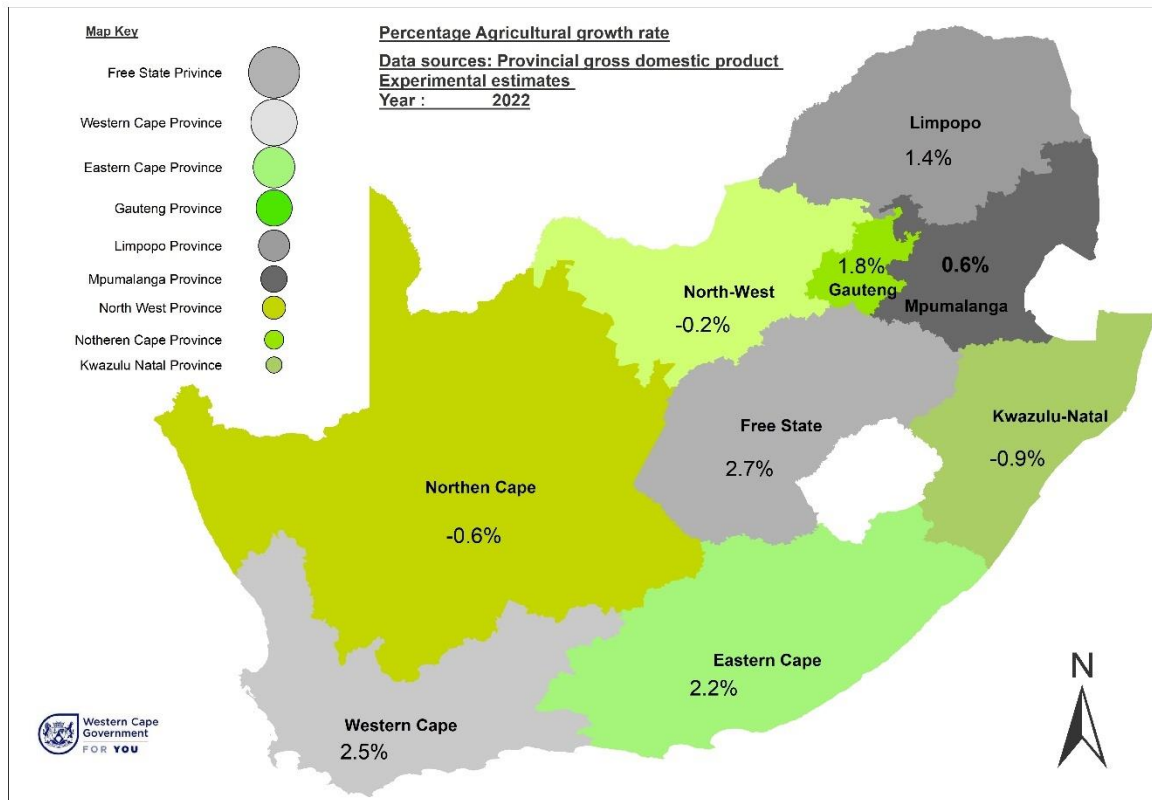 Map Key
Free State Privince
Western Cape Province
Eastern Cape Province
Gauteng Province
Limpopo Province
Mpumalanga Province
North West Province
Notheren Cape Province
Kwazulu Natal Province
Percentage Agricultural growth rate
Data sources: Provincial gross domestic product
Experimental estimates
Year : 2022
Limpopo
1.4%
0.6%
Mpumalanga
1.8%
Gauteng
North-West
-0.2%
Free State
2.7%
Kwazulu-Natal
-0.9%
Northen Cape
-0.6%
Eastern Cape
2.2%
Western Cape
2.5%
Western Cape
Government
FOR YOU
N